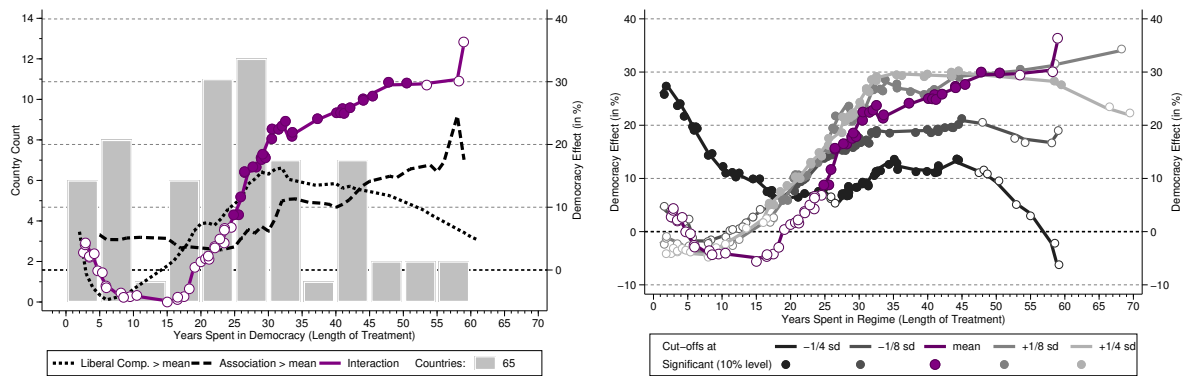 14
12
10
8
6
4
2
0
Country Count
40
30
20
10
0
Democracy Effect (in %)
0 5 10 15 20 25 30 35 40 45 50 55 60 65 70
Years Spent in Democracy (Length of Treatment)
Liberal Comp. > mean Association > mean Interaction Countries: 65
40
30
20
10
0
−10
Democracy Effect (in %)
40
30
20
10
0
−10
Democracy Effect (in %)
0 5 10 15 20 25 30 35 40 45 50 55 60 65 70
Years Spent in Regime (Length of Treatment)
Cut−offs at −1/4 sd −1/8 sd mean +1/8 sd +1/4 sd
Significant (10% level)